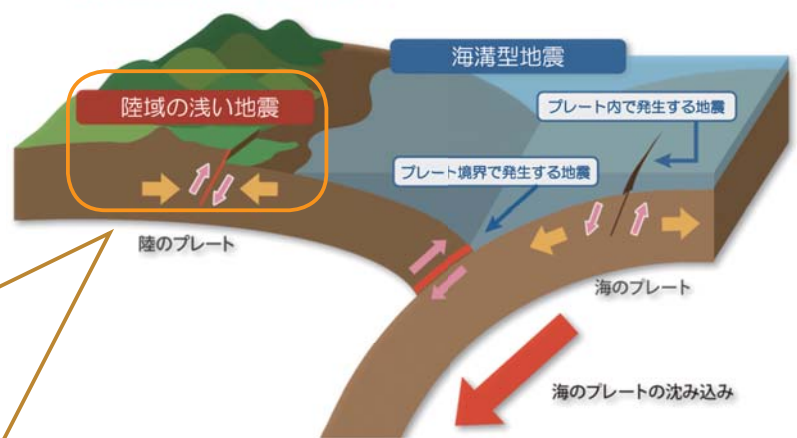 海溝型地震
陸域の浅い地震
プレート内で発生する地震
プレート境界で発生する地震
陸のプレート
海のプレート
海のプレートの沈み込み